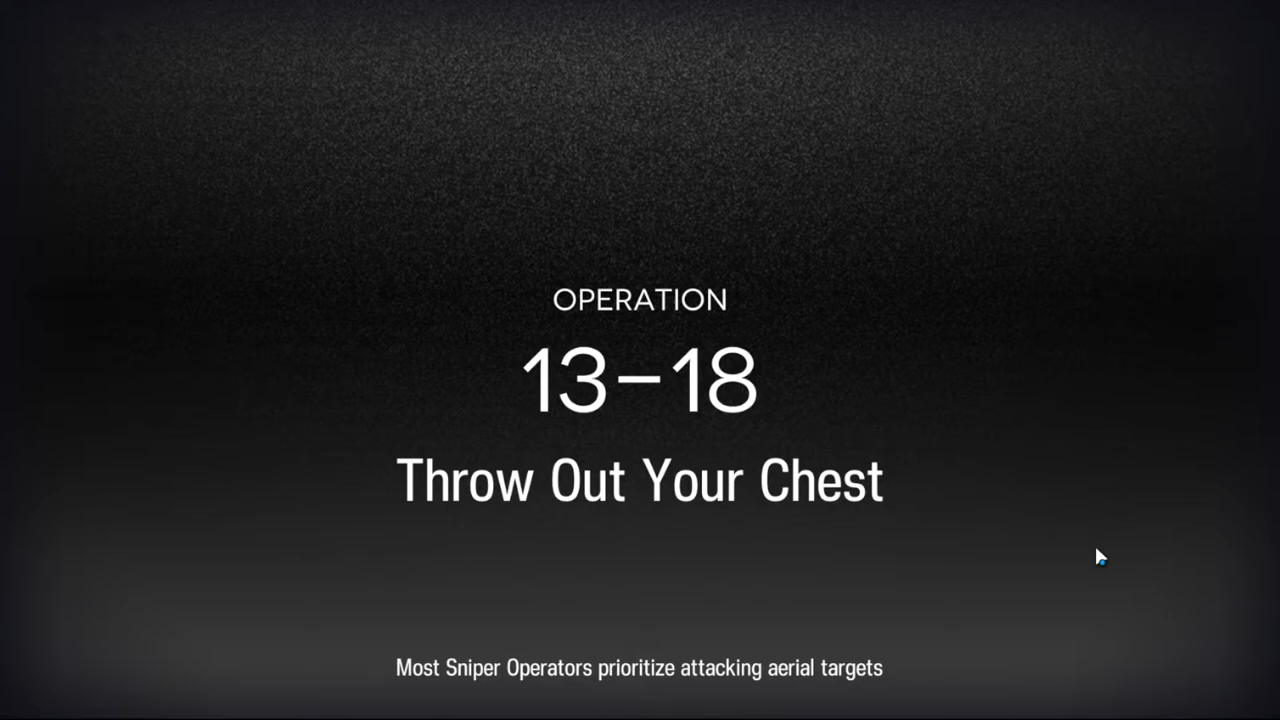 OPERATION
13-18
Throw Out Your Chest
Most Sniper Operators prioritize attacking aerial targets